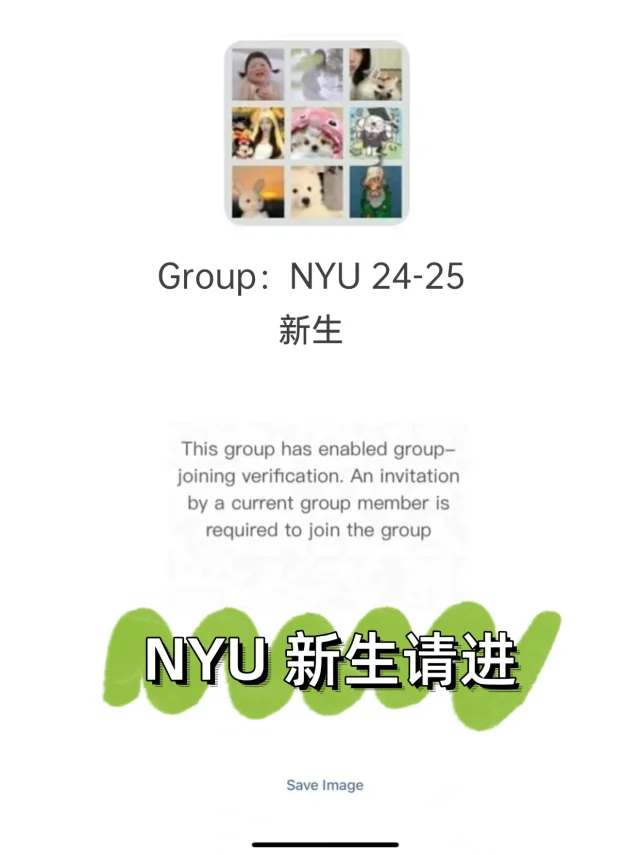 Group：NYU 24-25
新生
This group has enabled group-
joining verification. An invitation
by a current group member is
required to join the group
NYU 新生请进
Save Image